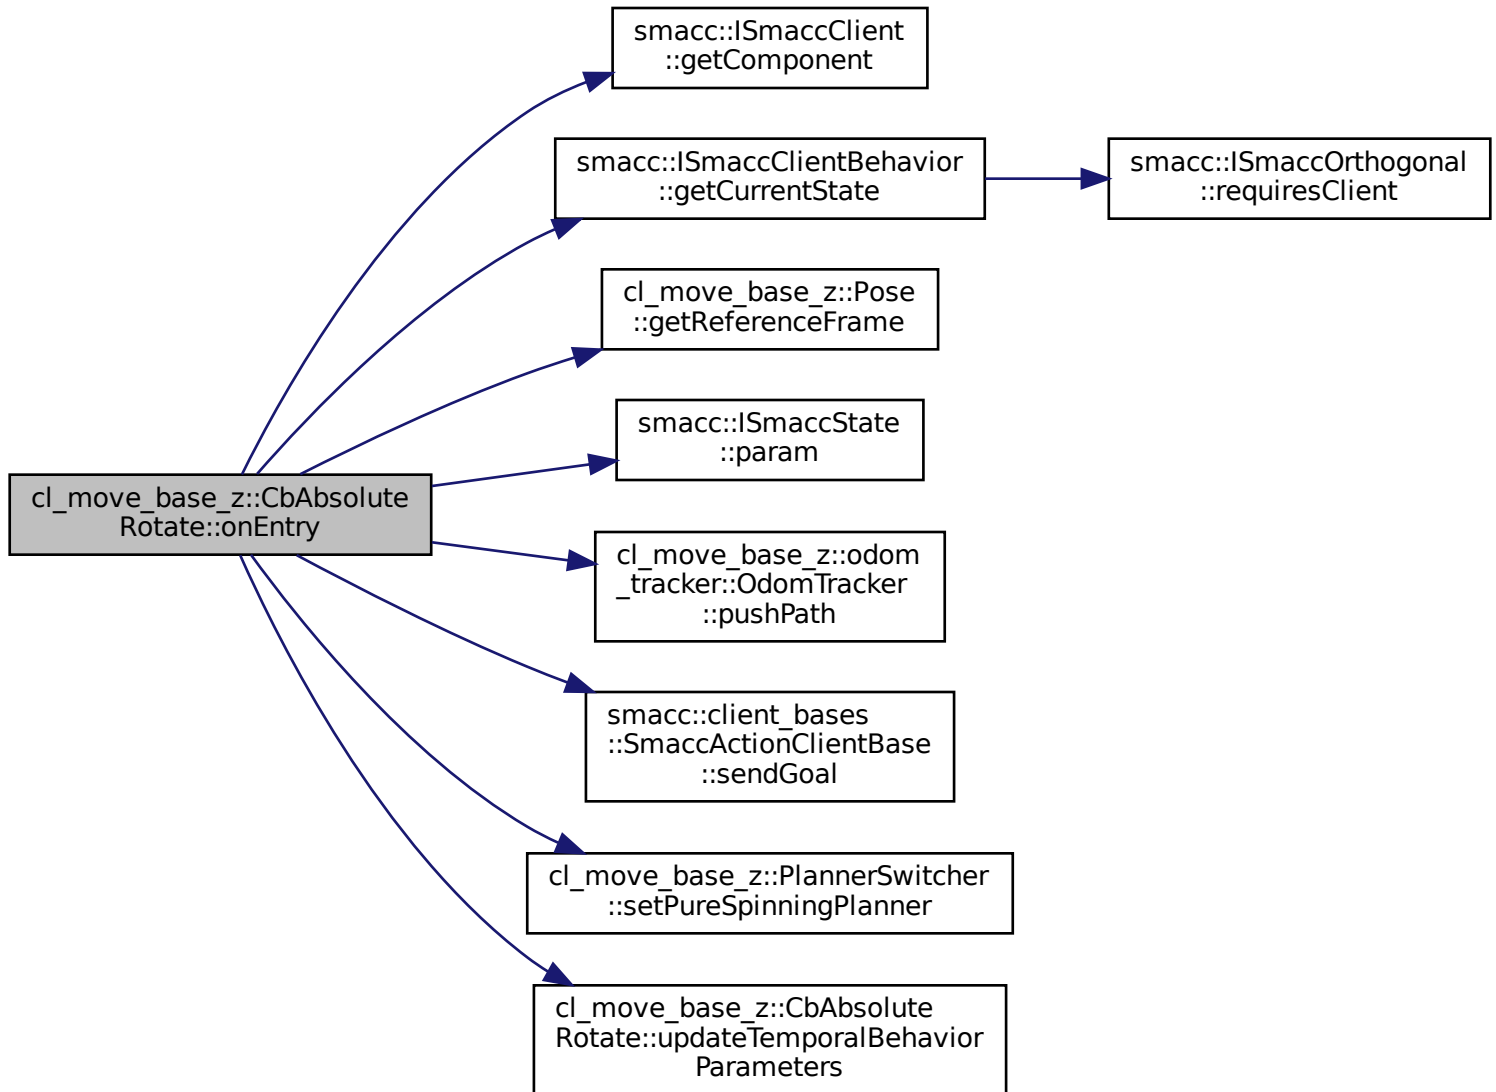 smacc::ISmaccClient
::getComponent
smacc::ISmaccClientBehavior
::getCurrentState
smacc::ISmaccOrthogonal
::requiresClient
cl_move_base_z::Pose
::getReferenceFrame
smacc::ISmaccState
::param
cl_move_base_z::CbAbsolute
Rotate::onEntry
cl_move_base_z::odom
_tracker::OdomTracker
::pushPath
smacc::client_bases
::SmaccActionClientBase
::sendGoal
cl_move_base_z::PlannerSwitcher
::setPureSpinningPlanner
cl_move_base_z::CbAbsolute
Rotate::updateTemporalBehavior
Parameters